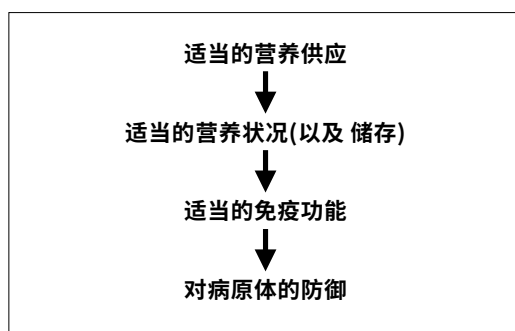 适当的营养供应
适当的营养状况(以及 储存)
适当的免疫功能
对病原体的防御